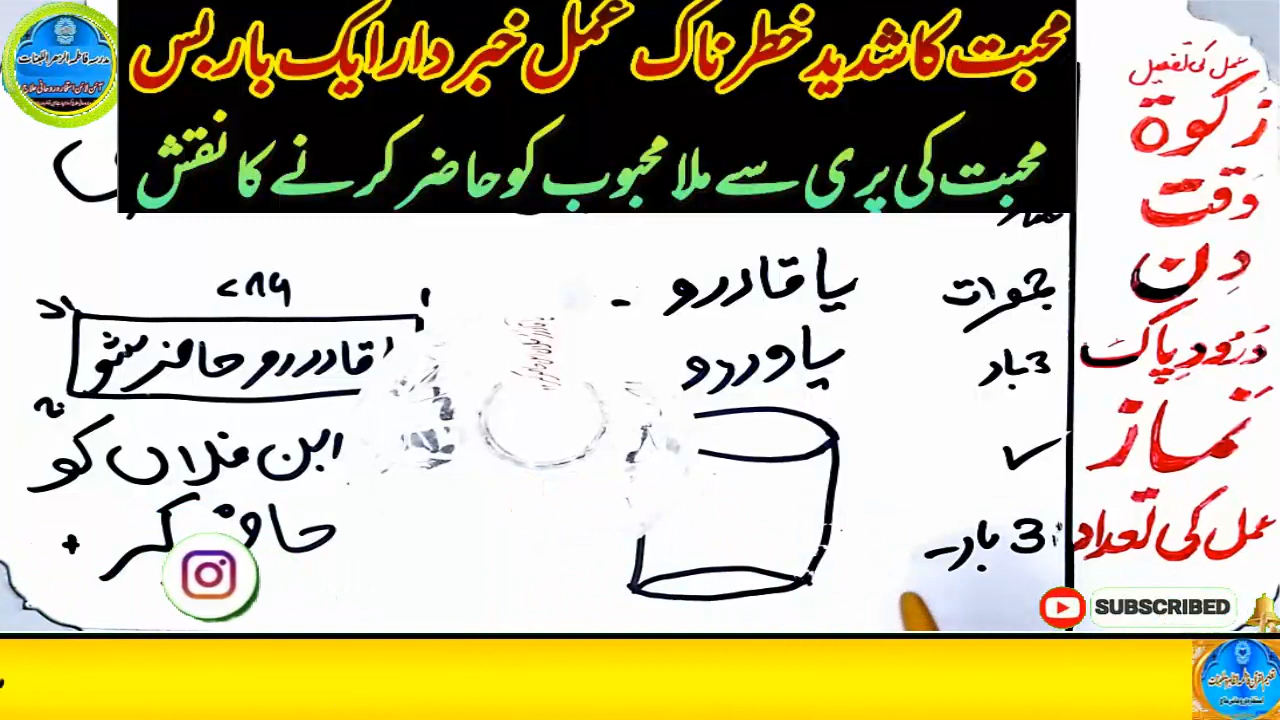 محبت کا شدید خطرناک عمل خبردار ایک بار بس
محبت کی پری سے ملا محبوب کو حاضر کرنے کا نقش
عمل کی تفصیل
زکوۃ
وقت
دن
درود پاک
نماز
عمل کی تعداد
جمعرات
3 بار
3 بار
یا قادرو
یا وردو
۷۸۶
قادردرو حاضر شو
ابن فلاں کو
حاضر کر
SUBSCRIBED